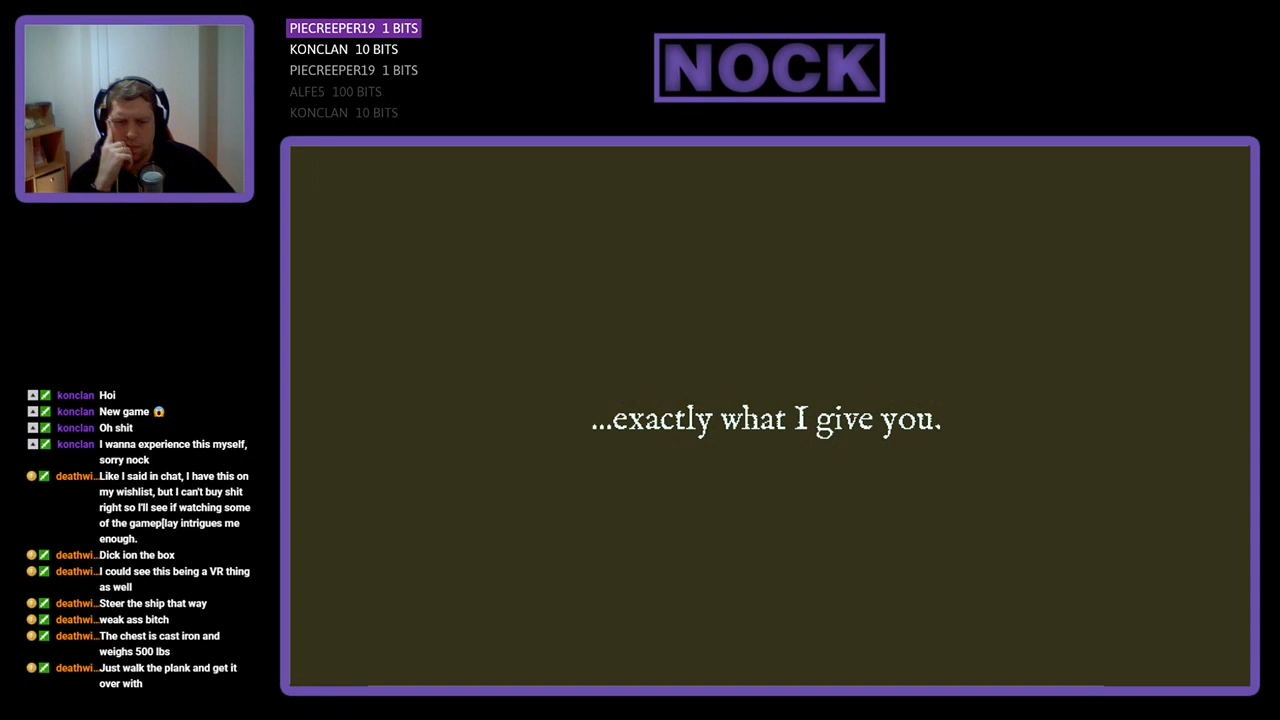 PIECREEPER19 1 BITS
KONCLAN 10 BITS
PIECREEPER19 1 BITS
ALFE5 100 BITS
KONCLAN 10 BITS
NOCK
...exactly what I give you.
konclan Hoi
konclan New game 😱
konclan Oh shit
konclan I wanna experience this myself,
sorry nock
deathwi...Like I said in chat, I have this on
my wishlist, but I can't buy shit
right so I'll see if watching some
of the gamep[lay intrigues me
enough.
deathwi...Dick ion the box
deathwi...I could see this being a VR thing
as well
deathwi...Steer the ship that way
deathwi...weak ass bitch
deathwi...The chest is cast iron and
weighs 500 lbs
deathwi...Just walk the plank and get it
over with